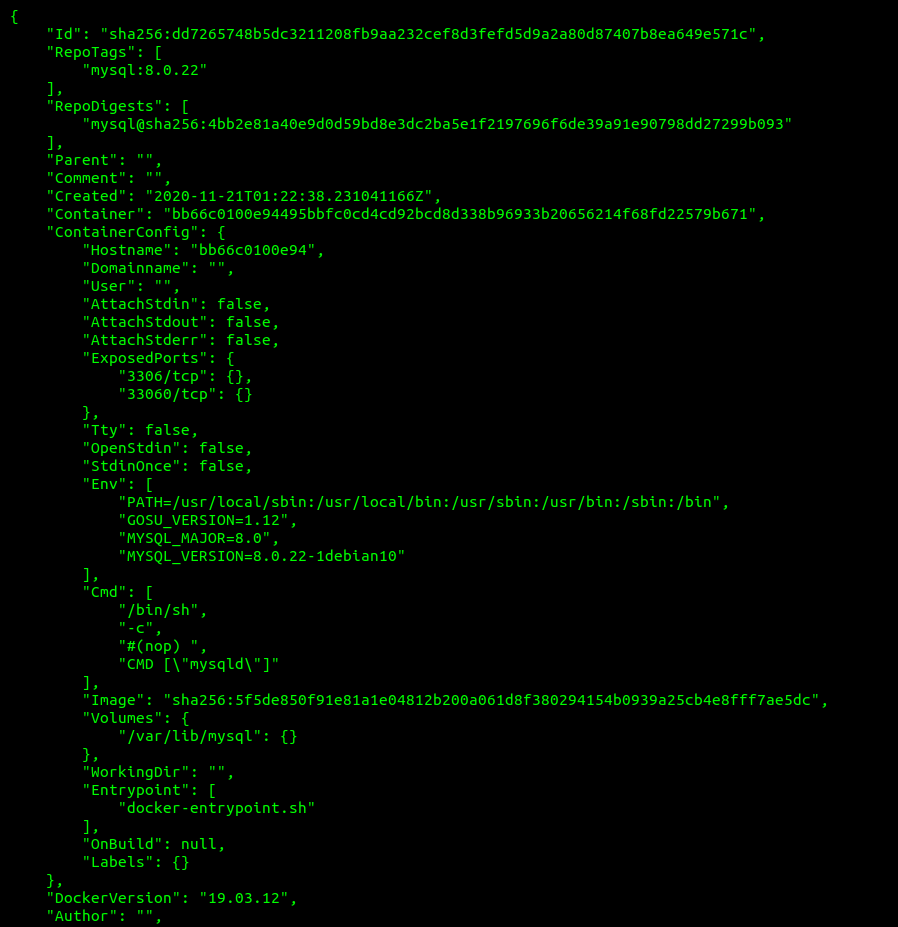 {
    "Id": "sha256:dd7265748b5dc3211208fb9aa232cef8d3fefd5d9a2a80d87407b8ea649e571c",
    "RepoTags": [
        "mysql:8.0.22"
    ],
    "RepoDigests": [
        "mysql@sha256:4bb2e81a40e9d0d59bd8e3dc2ba5e1f2197696f6de39a91e90798dd27299b093"
    ],
    "Parent": "",
    "Comment": "",
    "Created": "2020-11-21T01:22:38.231041166Z",
    "Container": "bb66c0100e94495bbfc0cd4cd92bcd8d338b96933b20656214f68fd22579b671",
    "ContainerConfig": {
        "Hostname": "bb66c0100e94",
        "Domainname": "",
        "User": "",
        "AttachStdin": false,
        "AttachStdout": false,
        "AttachStderr": false,
        "ExposedPorts": {
            "3306/tcp": {},
            "33060/tcp": {}
        },
        "Tty": false,
        "OpenStdin": false,
        "StdinOnce": false,
        "Env": [
            "PATH=/usr/local/sbin:/usr/local/bin:/usr/sbin:/usr/bin:/sbin:/bin",
            "GOSU_VERSION=1.12",
            "MYSQL_MAJOR=8.0",
            "MYSQL_VERSION=8.0.22-1debian10"
        ],
        "Cmd": [
            "/bin/sh",
            "-c",
            "#(nop) ",
            "CMD [\"mysqld\"]"
        ],
        "Image": "sha256:5f5de850f91e81a1e04812b200a061d8f380294154b0939a25cb4e8fff7ae5dc",
        "Volumes": {
            "/var/lib/mysql": {}
        },
        "WorkingDir": "",
        "Entrypoint": [
            "docker-entrypoint.sh"
        ],
        "OnBuild": null,
        "Labels": {}
    },
    "DockerVersion": "19.03.12",
    "Author": "",